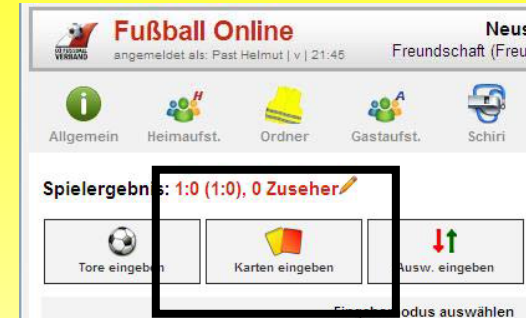 Fußball Online
Neus
VERBAND
angemeldet als: Past Helmut | v | 21:45
Freundschaft (Freu
H
A
Allgemein
Heimaufst.
Ordner
Gastaufst.
Schiri
Spielergebnis: 1:0 (1:0), 0 Zuseher
Tore eingeben
Karten eingeben
Ausw. eingeben
auswählen